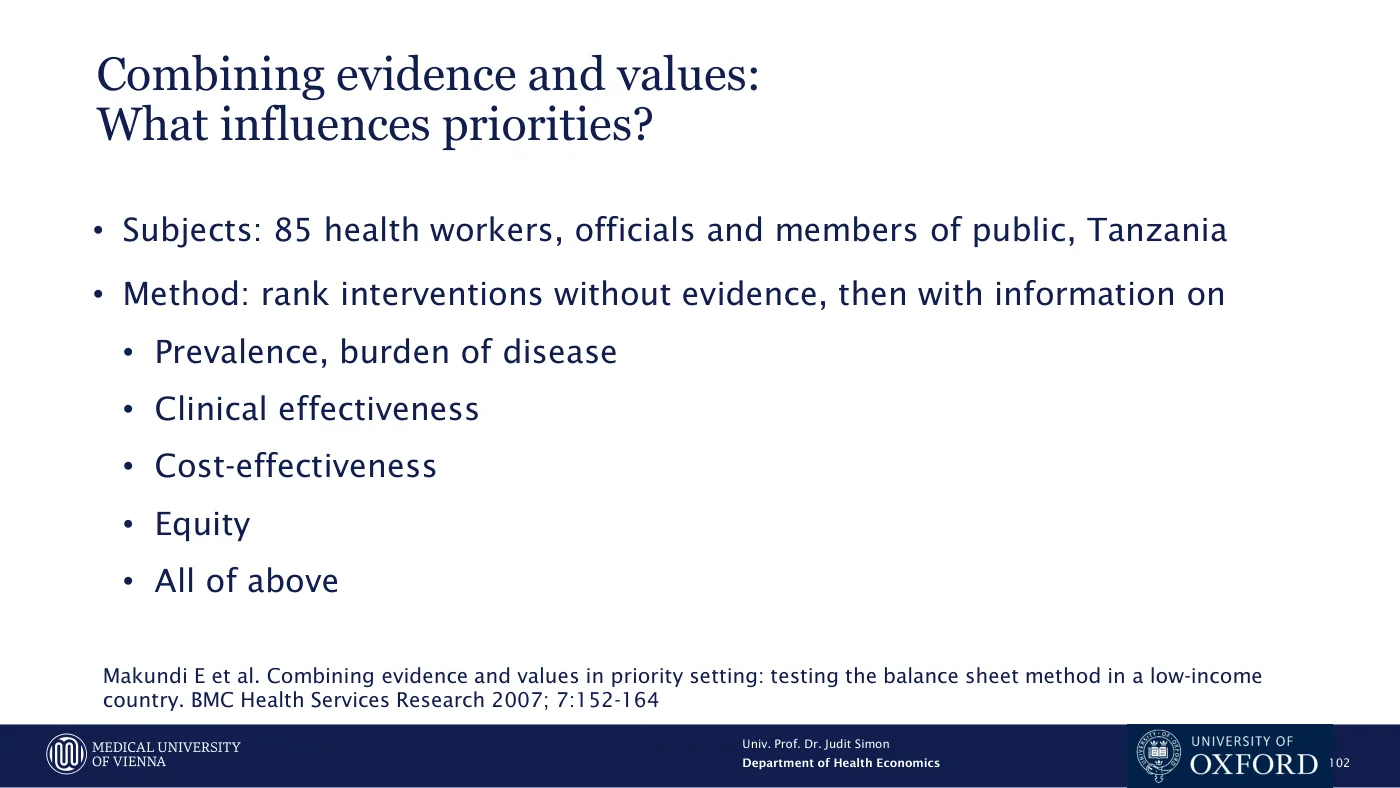 Combining evidence and values:
What influences priorities?
• Subjects: 85 health workers, officials and members of public, Tanzania
• Method: rank interventions without evidence, then with information on
• Prevalence, burden of disease
• Clinical effectiveness
• Cost-effectiveness
• Equity
• All of above
Makundi E et al. Combining evidence and values in priority setting: testing the balance sheet method in a low-income
country. BMC Health Services Research 2007; 7:152-164
MEDICAL UNIVERSITY
OF VIENNA
Univ. Prof. Dr. Judit Simon
Department of Health Economics
UNIVERSITY OF
OXFORD
102